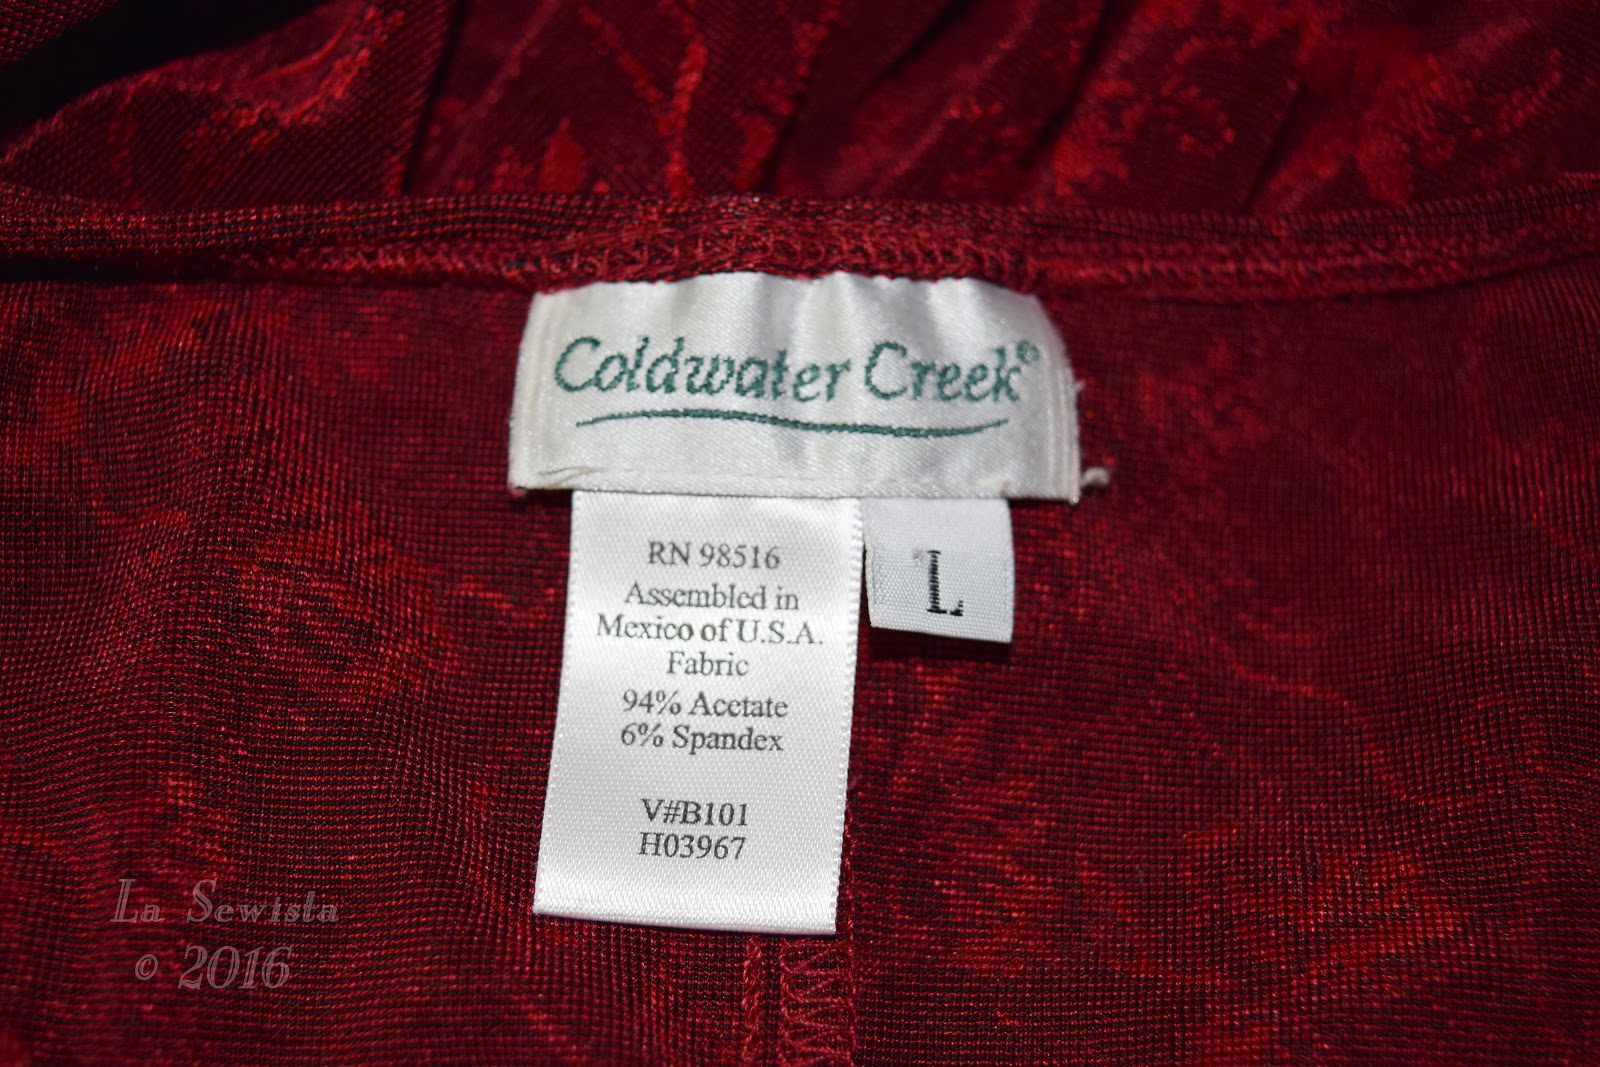 Coldwater Creek®
RN 98516
Assembled in
Mexico of U.S.A.
Fabric
94% Acetate
6% Spandex
V#B101
H03967
L
La Sewista
© 2016